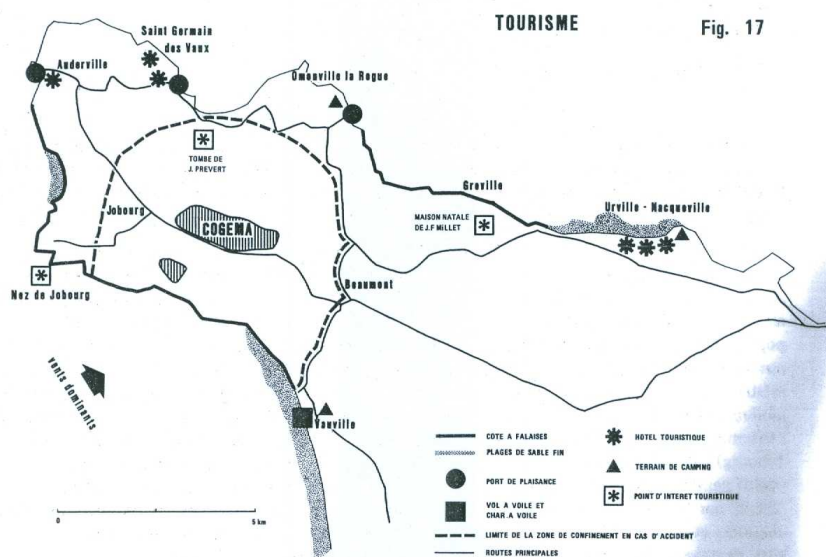 TOURISME
Fig. 17
Saint Germain
des Vaux
Auderville
Omonville la Rogue
TOMBE DE
J. PREVERT
Greville
Urville - Nacqueville
MAISON NATALE
DE J.F MILLET
Jobourg
COGEMA
Nez de Jobourg
Beaumont
vents dominants
Vauville
COTE A FALAISES
PLAGES DE SABLE FIN
PORT DE PLAISANCE
VOL A VOILE ET
CHAR. A VOILE
HOTEL TOURISTIQUE
TERRAIN DE CAMPING
POINT D' INTERET TOURISTIQUE
LIMITE DE LA ZONE DE CONFINEMENT EN CAS D'ACCIDENT
ROUTES PRINCIPALES
0
5 km